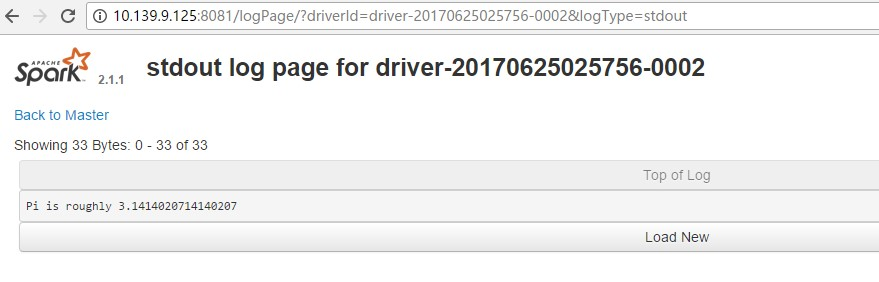 10.139.9.125:8081/logPage/?driverId=driver-20170625025756-0002&logType=stdout
APACHE
Spark 2.1.1
stdout log page for driver-20170625025756-0002
Back to Master
Showing 33 Bytes: 0 - 33 of 33
Top of Log
Pi is roughly 3.1414020714140207
Load New